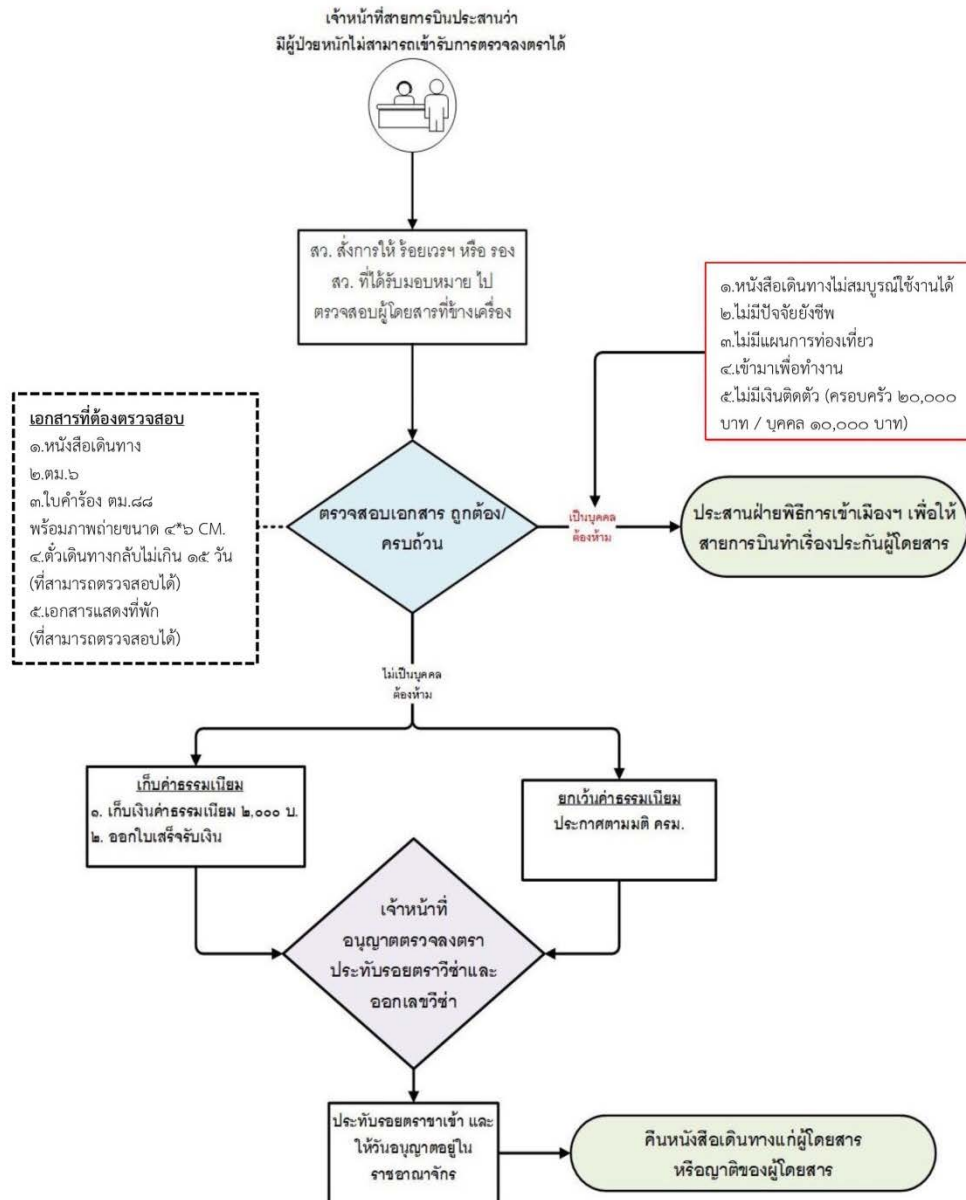 เจ้าหน้าที่สายการบินประสานว่า
มีผู้ป่วยหนักไม่สามารถเข้ารับการตรวจลงตราได้
สว. สั่งการให้ ร้อยเวรฯ หรือ รอง
สว. ที่ได้รับมอบหมาย ไป
ตรวจสอบผู้โดยสารที่ข้างเครื่อง
๑.หนังสือเดินทางไม่สมบูรณ์ใช้งานได้
๒.ไม่มีปัจจัยยังชีพ
๓.ไม่มีแผนการท่องเที่ยว
๔.เข้ามาเพื่อทำงาน
๕.ไม่มีเงินติดตัว (ครอบครัว ๒๐,๐๐๐
บาท / บุคคล ๑๐,๐๐๐ บาท)
เอกสารที่ต้องตรวจสอบ
๑.หนังสือเดินทาง
๒.ตม.๖
๓.ใบคำร้อง ตม.๘๘
พร้อมภาพถ่ายขนาด ๔*๖ CM.
๔.ตั๋วเดินทางกลับไม่เกิน ๑๕ วัน
(ที่สามารถตรวจสอบได้)
๕.เอกสารแสดงที่พัก
(ที่สามารถตรวจสอบได้)
ตรวจสอบเอกสาร ถูกต้อง/
ครบถ้วน
เป็นบุคคล
ต้องห้าม
ประสานฝ่ายพิธีการเข้าเมืองฯ เพื่อให้
สายการบินทำเรื่องประกันผู้โดยสาร
ไม่เป็นบุคคล
ต้องห้าม
เก็บค่าธรรมเนียม
๑. เก็บเงินค่าธรรมเนียม ๒,๐๐๐ บ.
๒. ออกใบเสร็จรับเงิน
ยกเว้นค่าธรรมเนียม
ประกาศตามมติ ครม.
เจ้าหน้าที่
อนุญาตตรวจลงตรา
ประทับรอยตราวีซ่าและ
ออกเลขวีซ่า
ประทับรอยตราขาเข้า และ
ให้วันอนุญาตอยู่ใน
ราชอาณาจักร
คืนหนังสือเดินทางแก่ผู้โดยสาร
หรือญาติของผู้โดยสาร